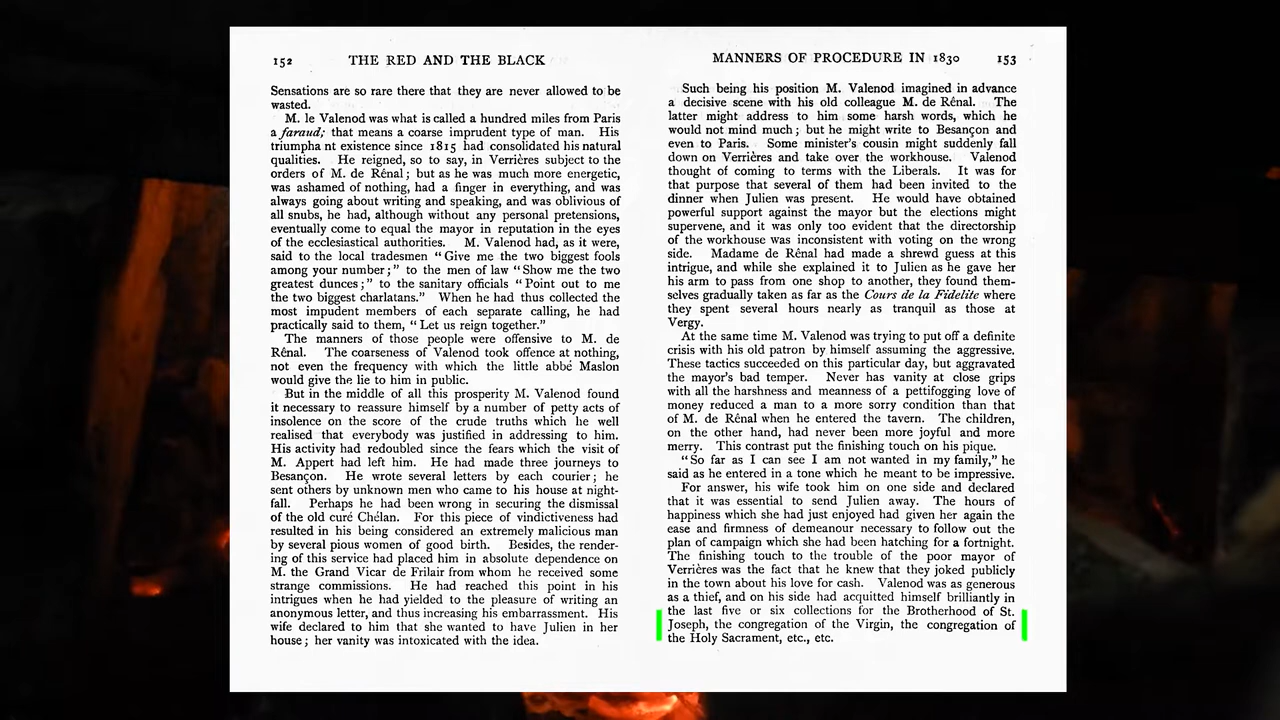 152 THE RED AND THE BLACK
Sensations are so rare there that they are never allowed to be
wasted.
M. le Valenod was what is called a hundred miles from Paris
a faraud; that means a coarse imprudent type of man. His
triumpha nt existence since 1815 had consolidated his natural
qualities. He reigned, so to say, in Verrières subject to the
orders of M. de Rênal; but as he was much more energetic,
was ashamed of nothing, had a finger in everything, and was
always going about writing and speaking, and was oblivious of
all snubs, he had, although without any personal pretensions,
eventually come to equal the mayor in reputation in the eyes
of the ecclesiastical authorities. M. Valenod had, as it were,
said to the local tradesmen "Give me the two biggest fools
among your number;" to the men of law "Show me the two
greatest dunces;" to the sanitary officials "Point out to me
the two biggest charlatans." When he had thus collected the
most impudent members of each separate calling, he had
practically said to them, "Let us reign together."
The manners of those people were offensive to M. de
Rênal. The coarseness of Valenod took offence at nothing,
not even the frequency with which the little abbé Maslon
would give the lie to him in public.
But in the middle of all this prosperity M. Valenod found
it necessary to reassure himself by a number of petty acts of
insolence on the score of the crude truths which he well
realised that everybody was justified in addressing to him.
His activity had redoubled since the fears which the visit of
M. Appert had left him. He had made three journeys to
Besançon. He wrote several letters by each courier; he
sent others by unknown men who came to his house at night-
fall. Perhaps he had been wrong in securing the dismissal
of the old curé Chélan. For this piece of vindictiveness had
resulted in his being considered an extremely malicious man
by several pious women of good birth. Besides, the render-
ing of this service had placed him in absolute dependence on
M. the Grand Vicar de Frilair from whom he received some
strange commissions. He had reached this point in his
intrigues when he had yielded to the pleasure of writing an
anonymous letter, and thus increasing his embarrassment. His
wife declared to him that she wanted to have Julien in her
house; her vanity was intoxicated with the idea.
MANNERS OF PROCEDURE IN 1830 153
Such being his position M. Valenod imagined in advance
a decisive scene with his old colleague M. de Rênal. The
latter might address to him some harsh words, which he
would not mind much; but he might write to Besançon and
even to Paris. Some minister's cousin might suddenly fall
down on Verrières and take over the workhouse. Valenod
thought of coming to terms with the Liberals. It was for
that purpose that several of them had been invited to the
dinner when Julien was present. He would have obtained
powerful support against the mayor but the elections might
supervene, and it was only too evident that the directorship
of the workhouse was inconsistent with voting on the wrong
side. Madame de Rênal had made a shrewd guess at this
intrigue, and while she explained it to Julien as he gave her
his arm to pass from one shop to another, they found them-
selves gradually taken as far as the Cours de la Fidelite where
they spent several hours nearly as tranquil as those at
Vergy.
At the same time M. Valenod was trying to put off a definite
crisis with his old patron by himself assuming the aggressive.
These tactics succeeded on this particular day, but aggravated
the mayor's bad temper. Never has vanity at close grips
with all the harshness and meanness of a pettifogging love of
money reduced a man to a more sorry condition than that
of M. de Rênal when he entered the tavern. The children,
on the other hand, had never been more joyful and more
merry. This contrast put the finishing touch on his pique.
"So far as I can see I am not wanted in my family," he
said as he entered in a tone which he meant to be impressive.
For answer, his wife took him on one side and declared
that it was essential to send Julien away. The hours of
happiness which she had just enjoyed had given her again the
ease and firmness of demeanour necessary to follow out the
plan of campaign which she had been hatching for a fortnight.
The finishing touch to the trouble of the poor mayor of
Verrières was the fact that he knew that they joked publicly
in the town about his love for cash. Valenod was as generous
as a thief, and on his side had acquitted himself brilliantly in
the last five or six collections for the Brotherhood of St.
Joseph, the congregation of the Virgin, the congregation of
the Holy Sacrament, etc., etc.